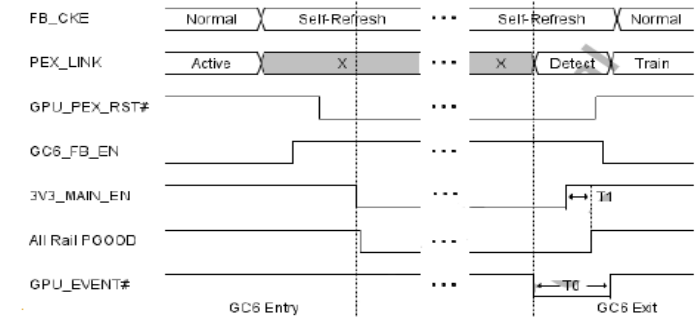 FB_CKE Normal Self-Refresh ... Self-Refresh Normal
PEX_LINK Active X ... X Detect Train
GPU_PEX_RST# ...
GC6_FB_EN ...
3V3_MAIN_EN ... T1
All Rail PGOOD ...
GPU_EVENT# ... T0
GC6 Entry GC6 Exit